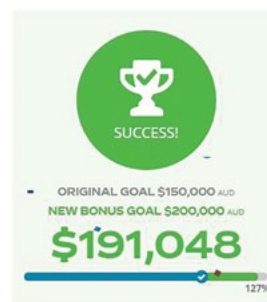 SUCCESS!
ORIGINAL GOAL $150,000 AUD
NEW BONUS GOAL $200,000 AUD
$191,048
127%